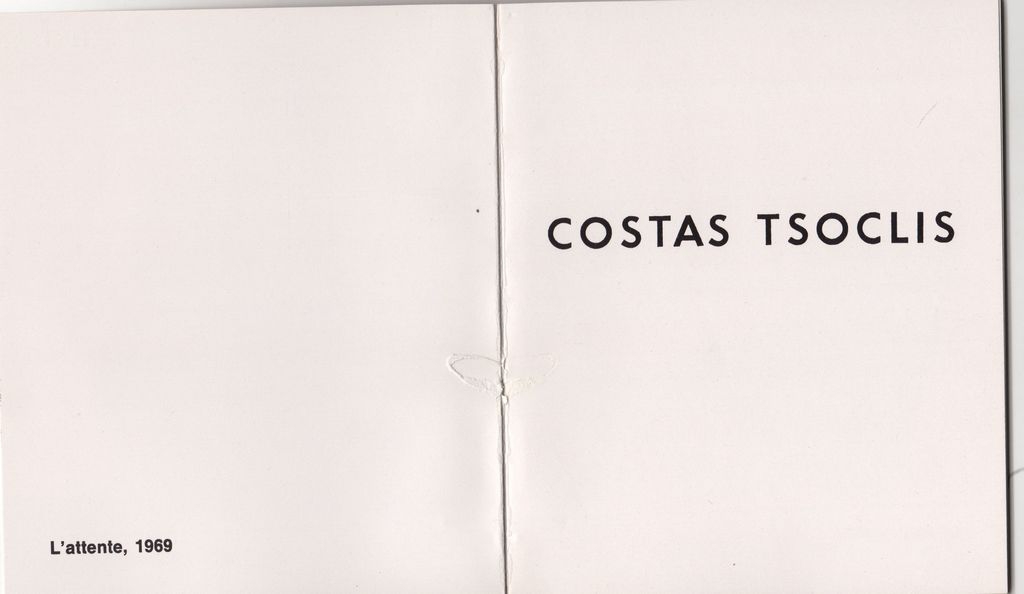 L'attente, 1969
COSTAS TSOCLIS